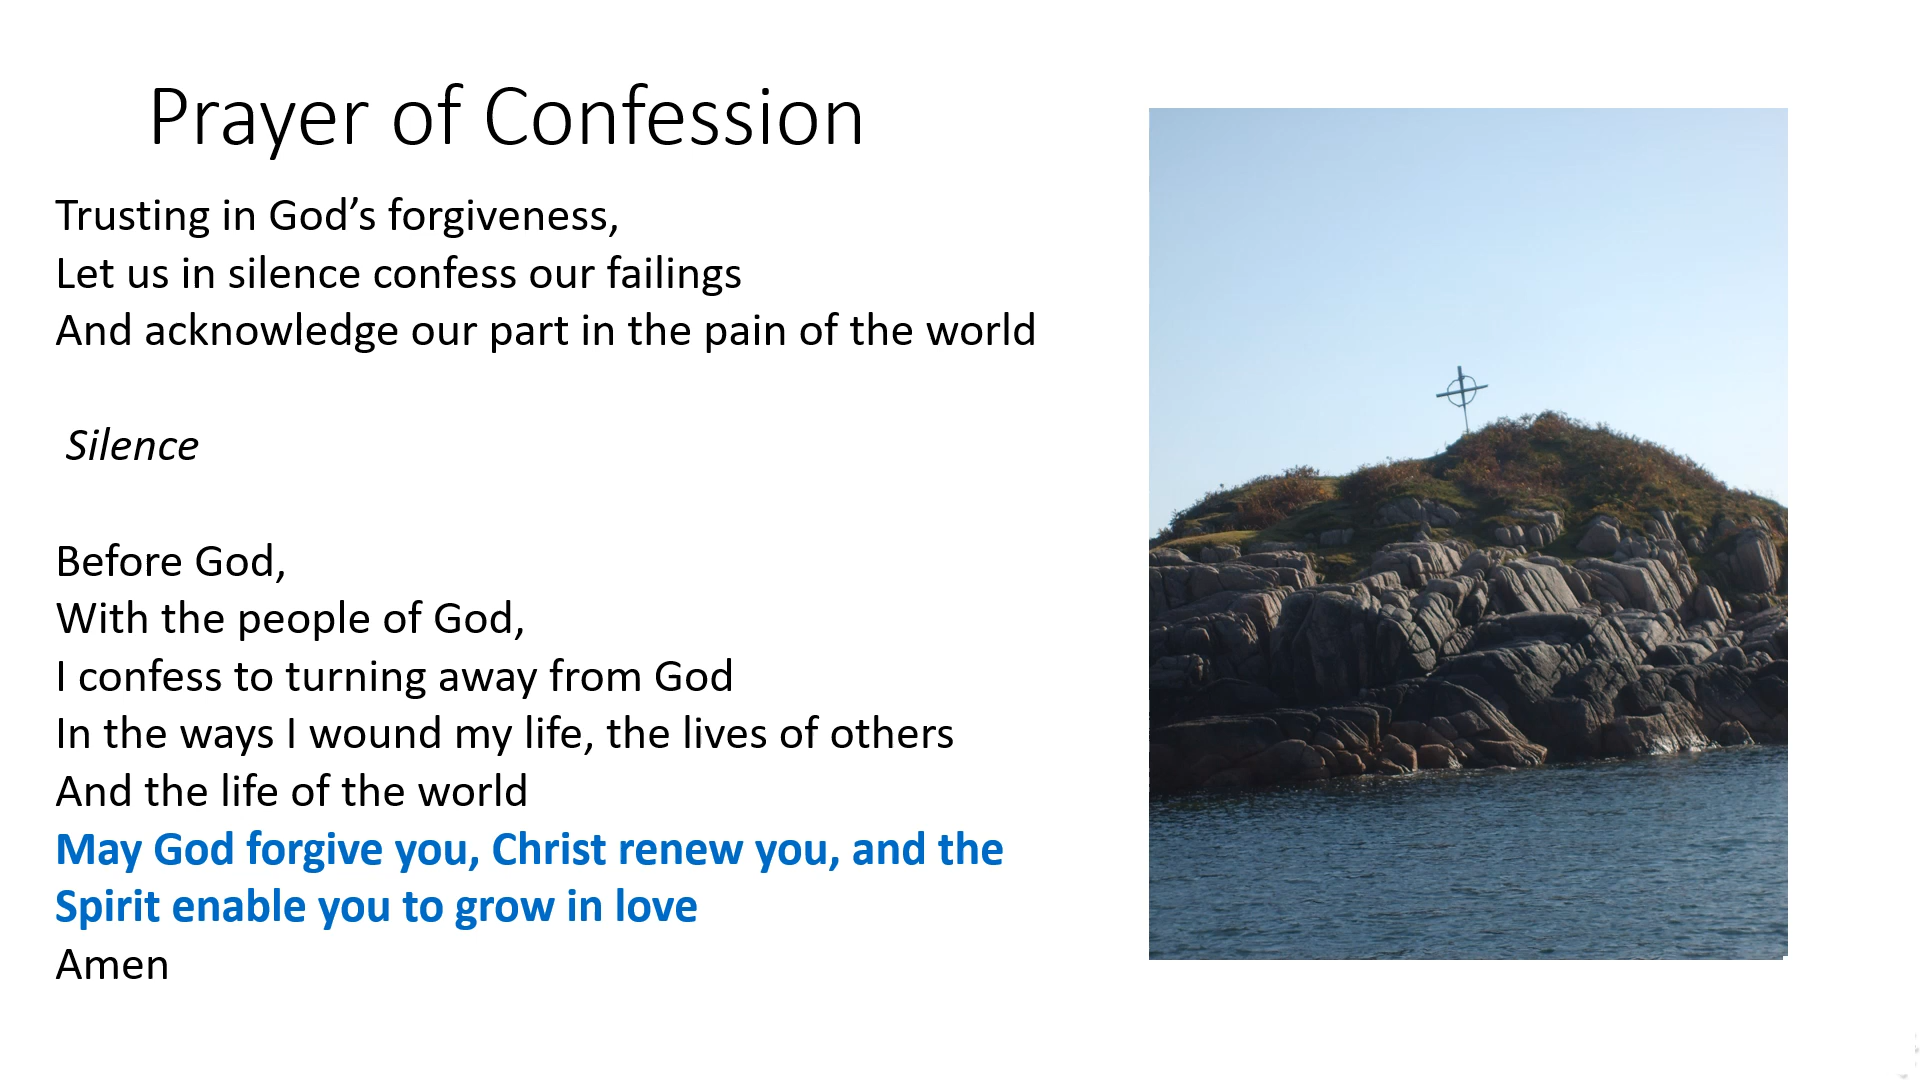 Prayer of Confession
Trusting in God’s forgiveness,
Let us in silence confess our failings
And acknowledge our part in the pain of the world
Silence
Before God,
With the people of God,
I confess to turning away from God
In the ways I wound my life, the lives of others
And the life of the world
May God forgive you, Christ renew you, and the
Spirit enable you to grow in love
Amen